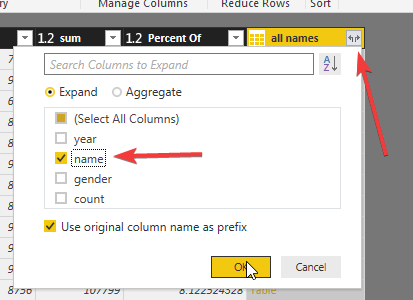 Manage Columns Reduce Rows Sort
1.2 sum 1.2 Percent Of all names
Search Columns to Expand
A Z
Expand Aggregate
(Select All Columns)
year
name
gender
count
Use original column name as prefix
OK Cancel
8756 107799 8.122524328 Table